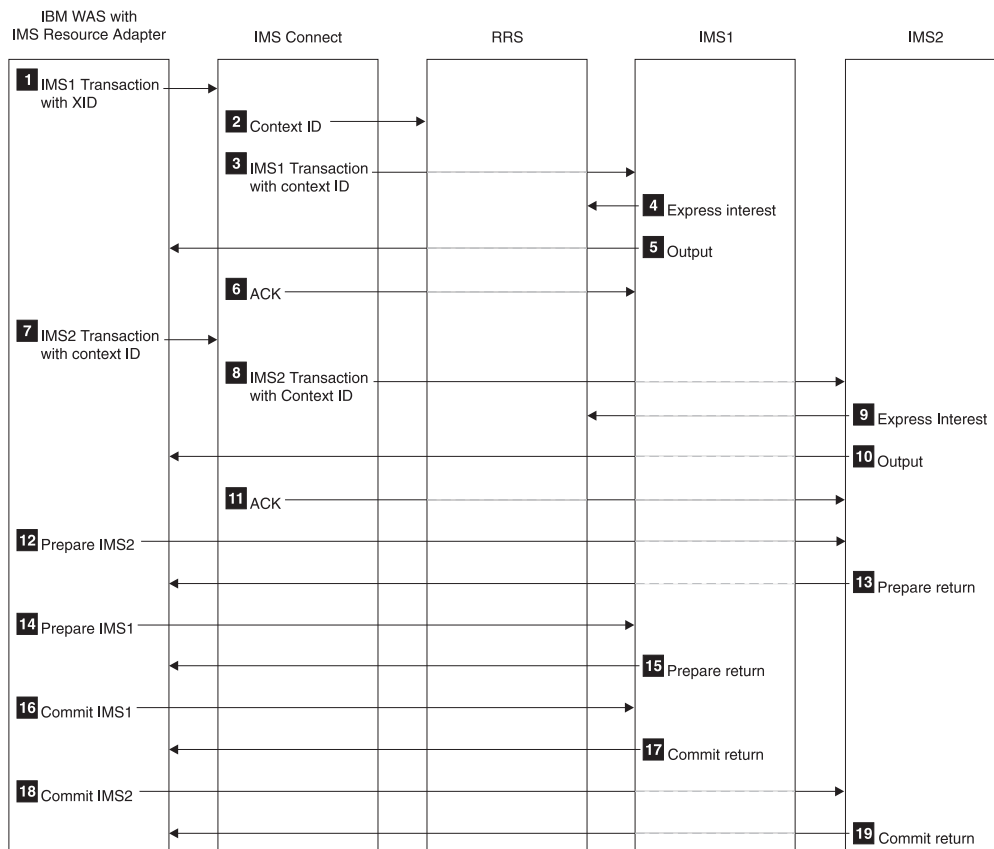 IBM WAS with
IMS Resource Adapter
IMS Connect
RRS
IMS1
IMS2
1 IMS1 Transaction
with XID
2 Context ID
3 IMS1 Transaction
with context ID
4 Express interest
5 Output
6 ACK
7 IMS2 Transaction
with context ID
8 IMS2 Transaction
with Context ID
9 Express Interest
10 Output
11 ACK
12 Prepare IMS2
13 Prepare return
14 Prepare IMS1
15 Prepare return
16 Commit IMS1
17 Commit return
18 Commit IMS2
19 Commit return